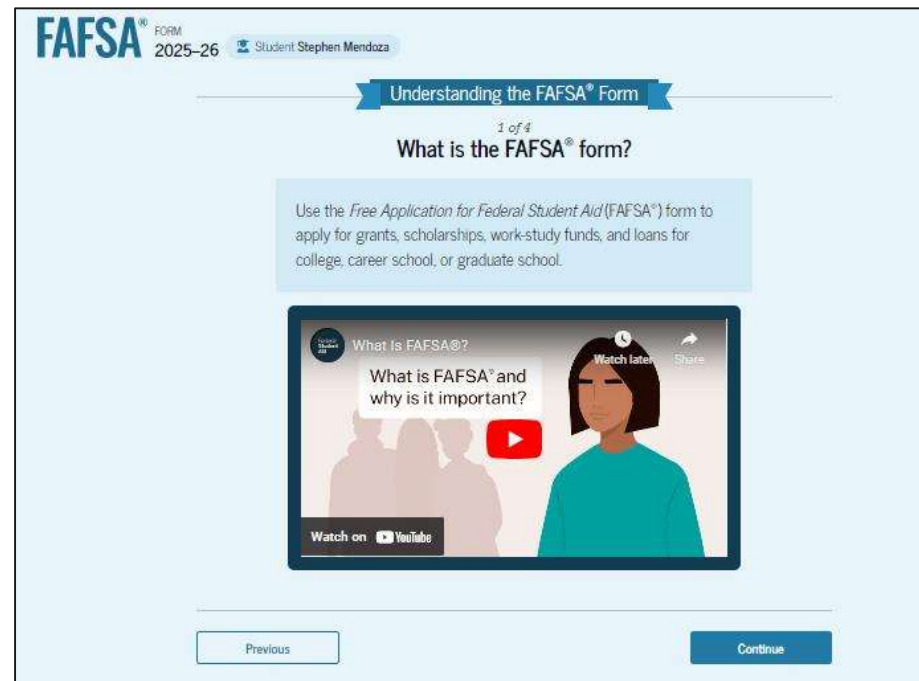 FAFSA® FORM
2025–26
Student Stephen Mendoza
Understanding the FAFSA® Form
1 of 4
What is the FAFSA® form?
Use the Free Application for Federal Student Aid (FAFSA®) form to
apply for grants, scholarships, work-study funds, and loans for
college, career school, or graduate school.
Federal
Student
Aid
What Is FAFSA®?
Watch later
Share
What is FAFSA® and
why is it important?
Watch on YouTube
Previous
Continue